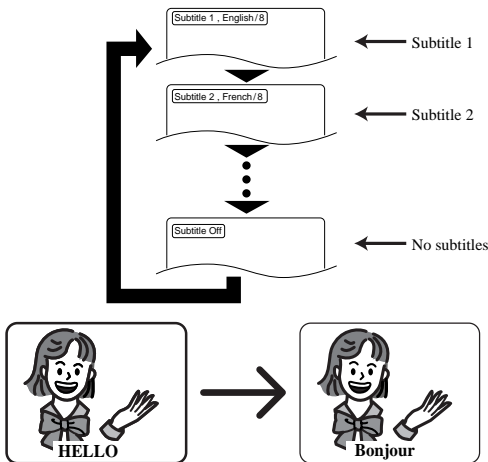 Subtitle 1 , English/8
Subtitle 1
Subtitle 2 , French/8
Subtitle 2
Subtitle Off
No subtitles
HELLO
Bonjour